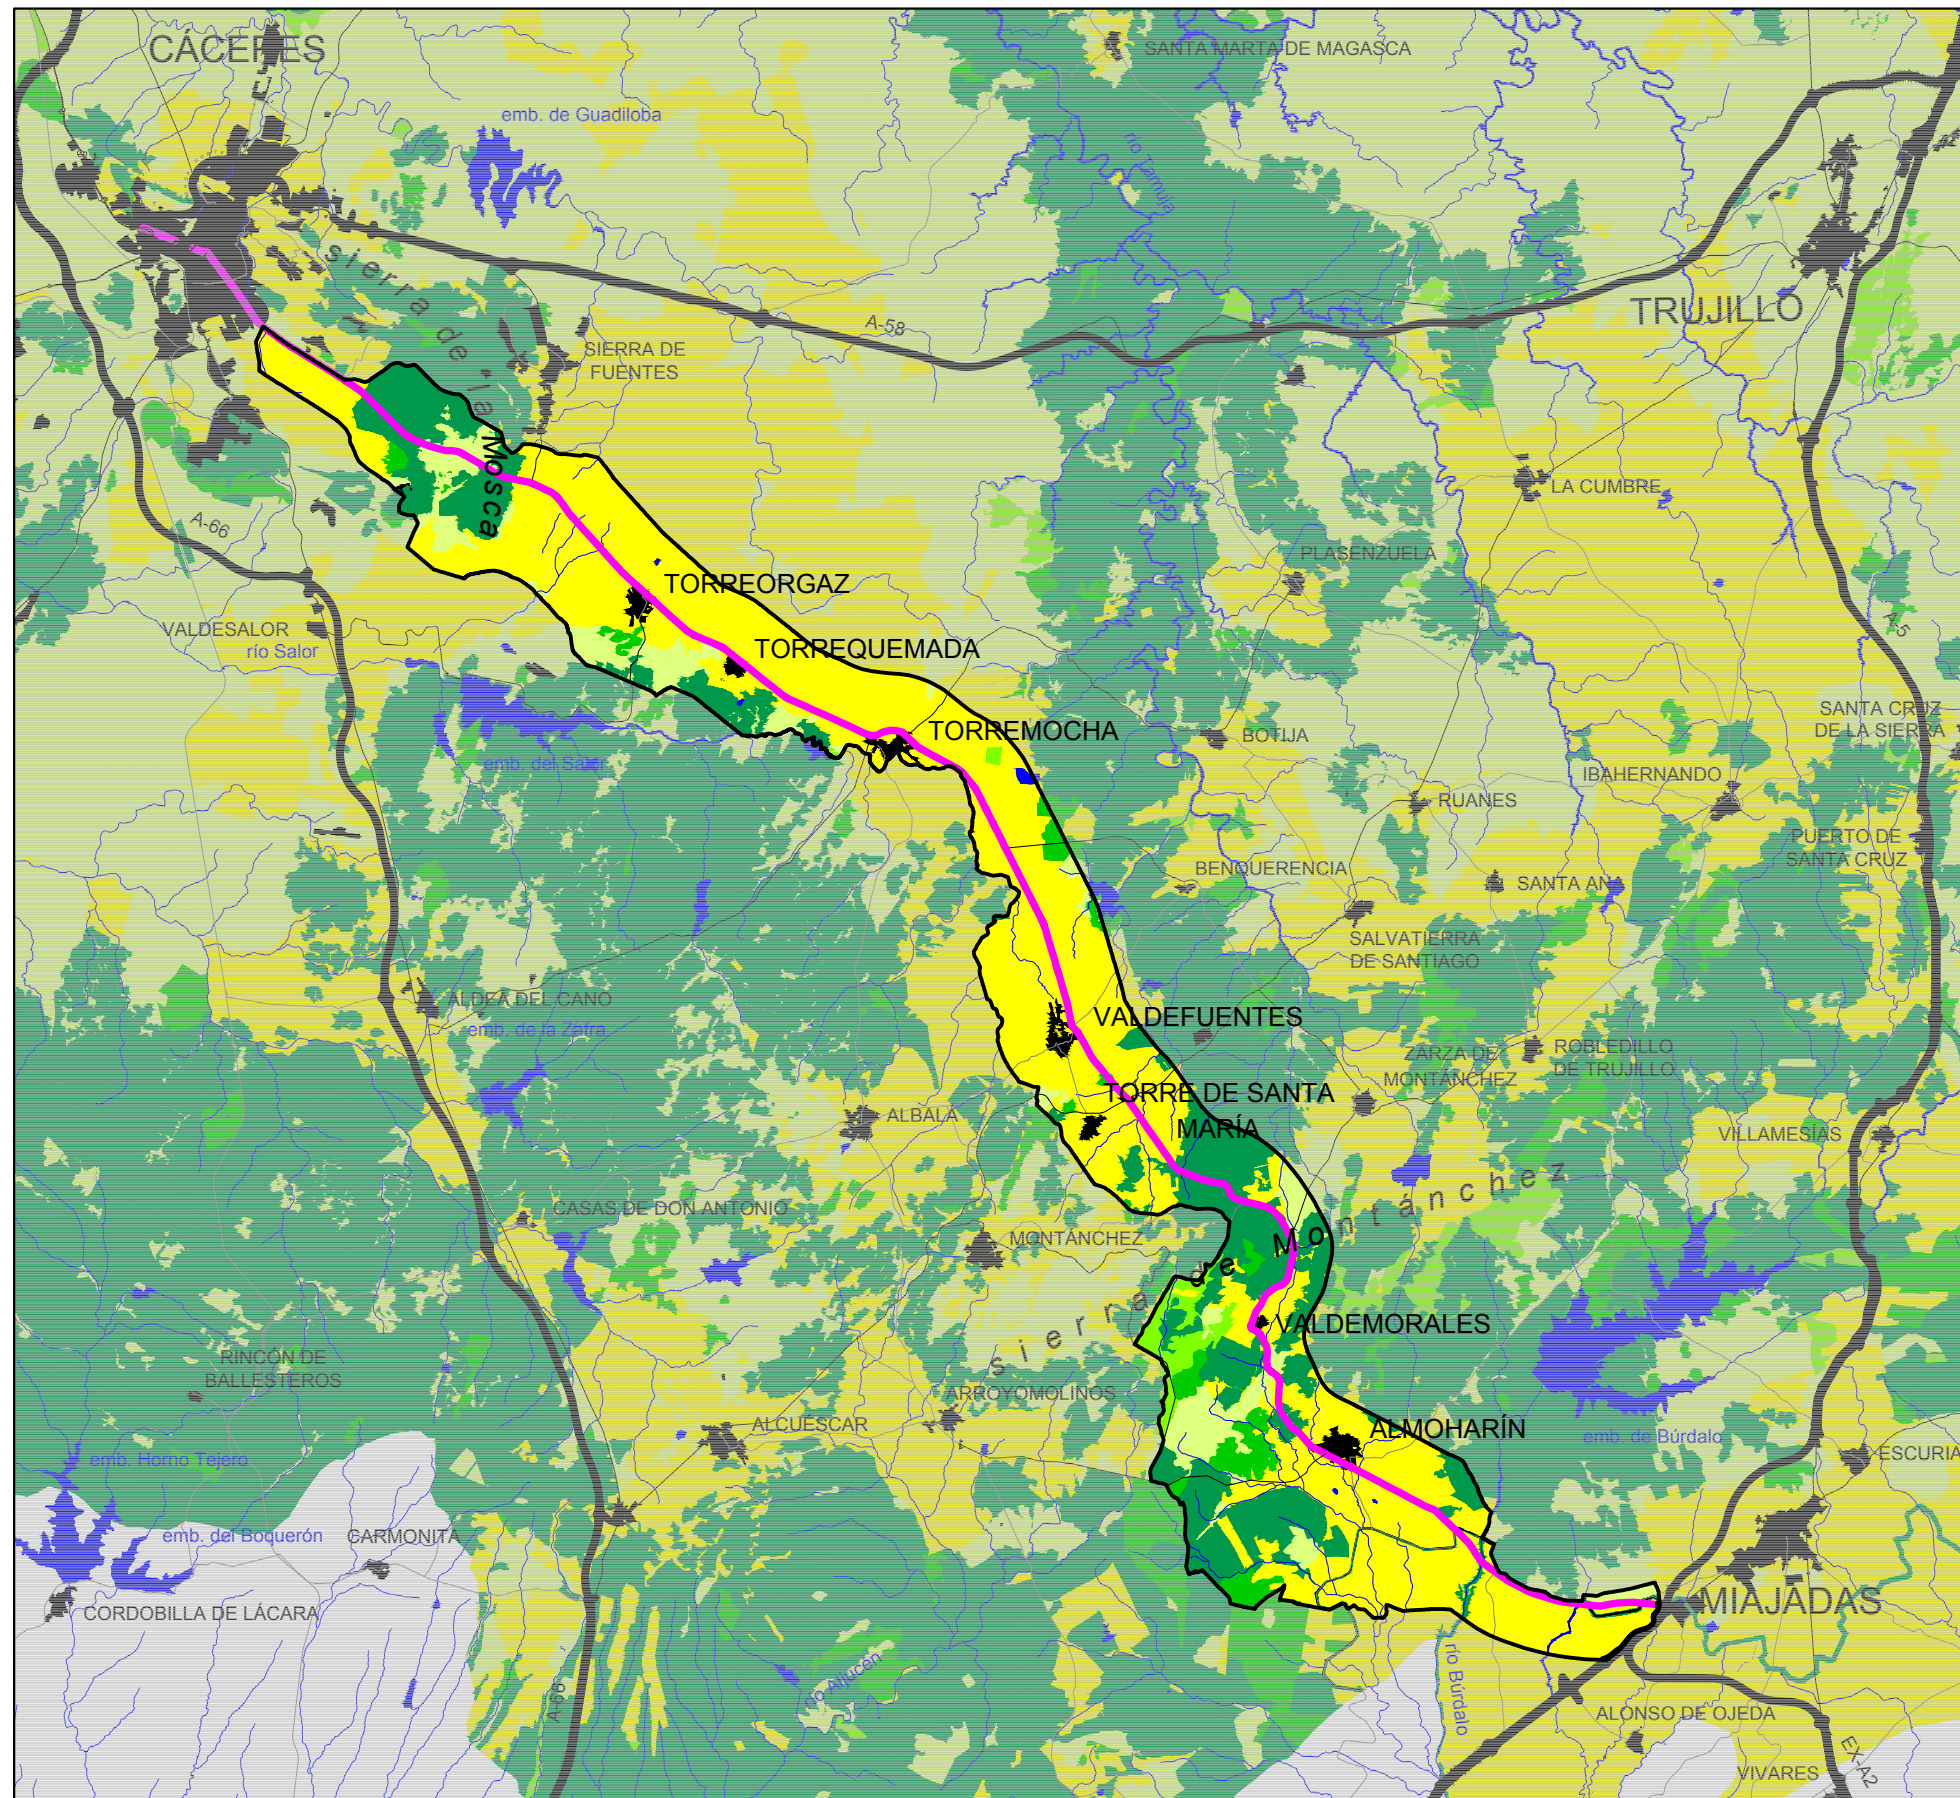 CÁCERES
SANTA MARTA DE MAGASCA
emb. de Guadiloba
río Tamuja
sierra de la Mosca
A-58
TRUJILLO
SIERRA DE
FUENTES
LA CUMBRE
A-66
PLASENZUELA
TORREORGAZ
VALDESALOR
río Salor
TORREQUEMADA
A-5
SANTA CRUZ
DE LA SIERRA
TORREMOCHA
BOTIJA
emb. del Salor
IBAHERNANDO
RUANES
PUERTO DE
SANTA CRUZ
BENQUERENCIA
SANTA ANA
SALVATIERRA
DE SANTIAGO
ALDEA DEL CANO
emb. de la Zafra
VALDEFUENTES
ZARZA DE
MONTÁNCHEZ
ROBLEDILLO
DE TRUJILLO
TORRE DE SANTA
MARÍA
ALBALÁ
VILLAMESÍAS
CASAS DE DON ANTONIO
MONTÁNCHEZ
sierra de Montánchez
VALDEMORALES
RINCÓN DE
BALLESTEROS
ARROYOMOLINOS
ALCUESCAR
ALMOHARÍN
emb. de Búrdalo
ESCURIA
emb. Horno Tejero
emb. del Boquerón
CARMONITA
CORDOBILLA DE LÁCARA
MIAJADAS
río Búrdalo
río Aljucén
A-66
ALONSO DE OJEDA
EX-A2
VIVARES